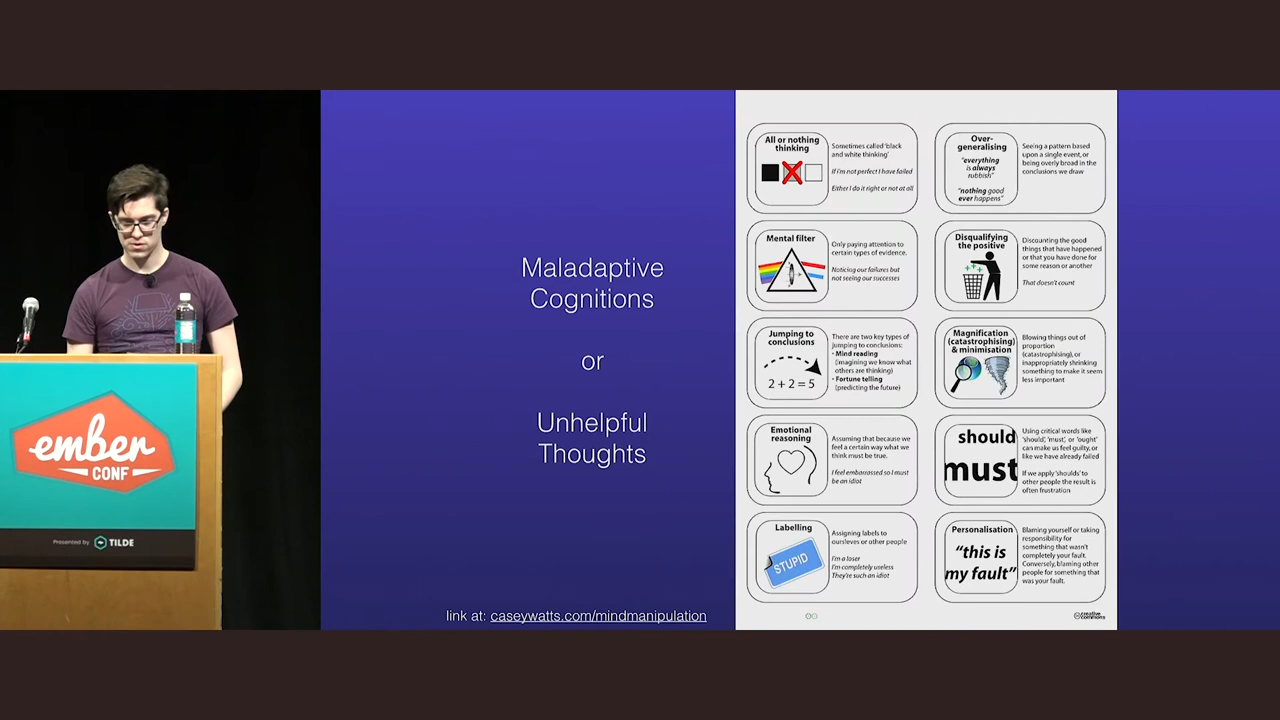 ember
CONF
Presented by TILDE
Maladaptive
Cognitions
or
Unhelpful
Thoughts
link at: caseywatts.com/mindmanipulation
All or nothing
thinking
Sometimes called 'black
and white thinking'
If I'm not perfect I have failed
Either I do it right or not at all
Over-
generalising
"everything
is always
rubbish"
"nothing good
ever happens"
Seeing a pattern based
upon a single event, or
being overly broad in the
conclusions we draw
Mental filter
Only paying attention to
certain types of evidence.
Noticing our failures but
not seeing our successes
Disqualifying
the positive
Discounting the good
things that have happened
or that you have done for
some reason or another
That doesn't count
Jumping to
conclusions
2 + 2 = 5
There are two key types of
jumping to conclusions:
• Mind reading
(imagining we know what
others are thinking)
• Fortune telling
(predicting the future)
Magnification
(catastrophising)
& minimisation
Blowing things out of
proportion
(catastrophising), or
inappropriately shrinking
something to make it seem
less important
Emotional
reasoning
Assuming that because we
feel a certain way what we
think must be true.
I feel embarrassed so I must
be an idiot
should
must
Using critical words like
'should', 'must', or 'ought'
can make us feel guilty, or
like we have already failed
If we apply 'shoulds' to
other people the result is
often frustration
Labelling
STUPID
Assigning labels to
ourselves or other people
I'm a loser
I'm completely useless
They're such an idiot
Personalisation
"this is
my fault"
Blaming yourself or taking
responsibility for
something that wasn't
completely your fault.
Conversely, blaming other
people for something that
was your fault.
creative
commons